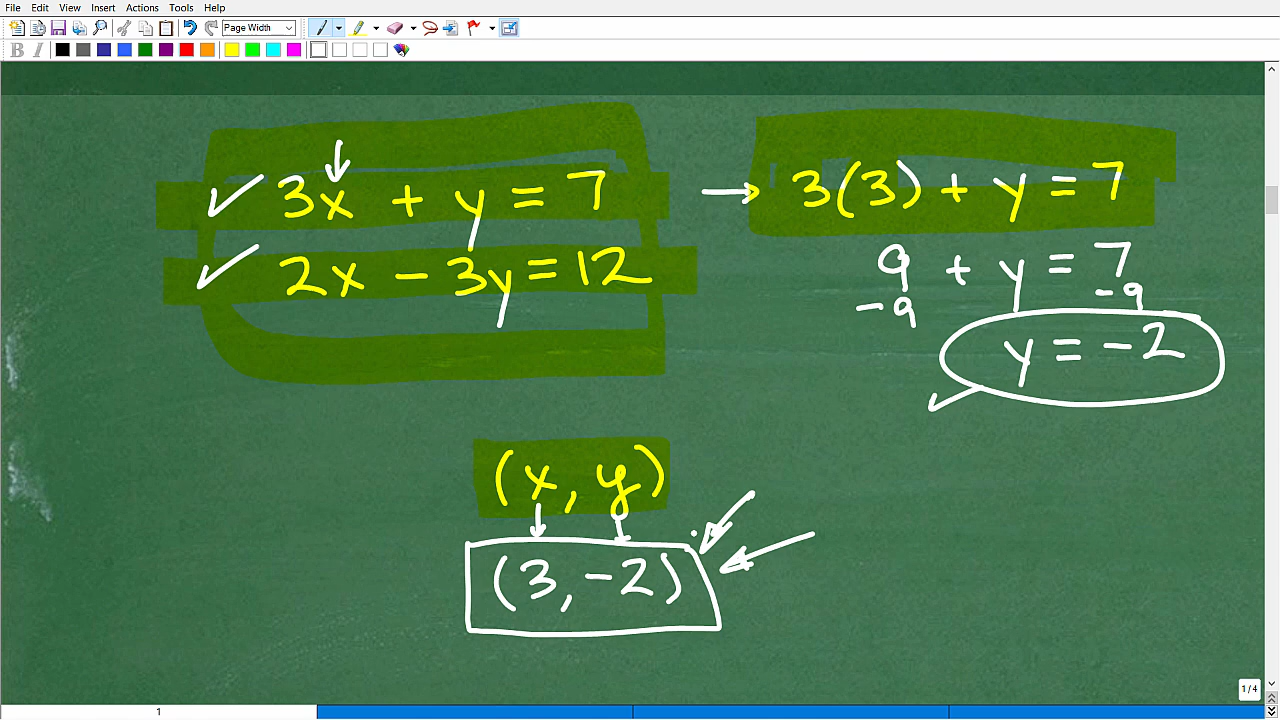 File Edit View Insert Actions Tools Help
Page Width
B I
3x + y = 7 → 3(3) + y = 7
2x − 3y = 12
9 + y = 7
−9 −9
y = −2
(x, y)
(3, −2)
1/4
1